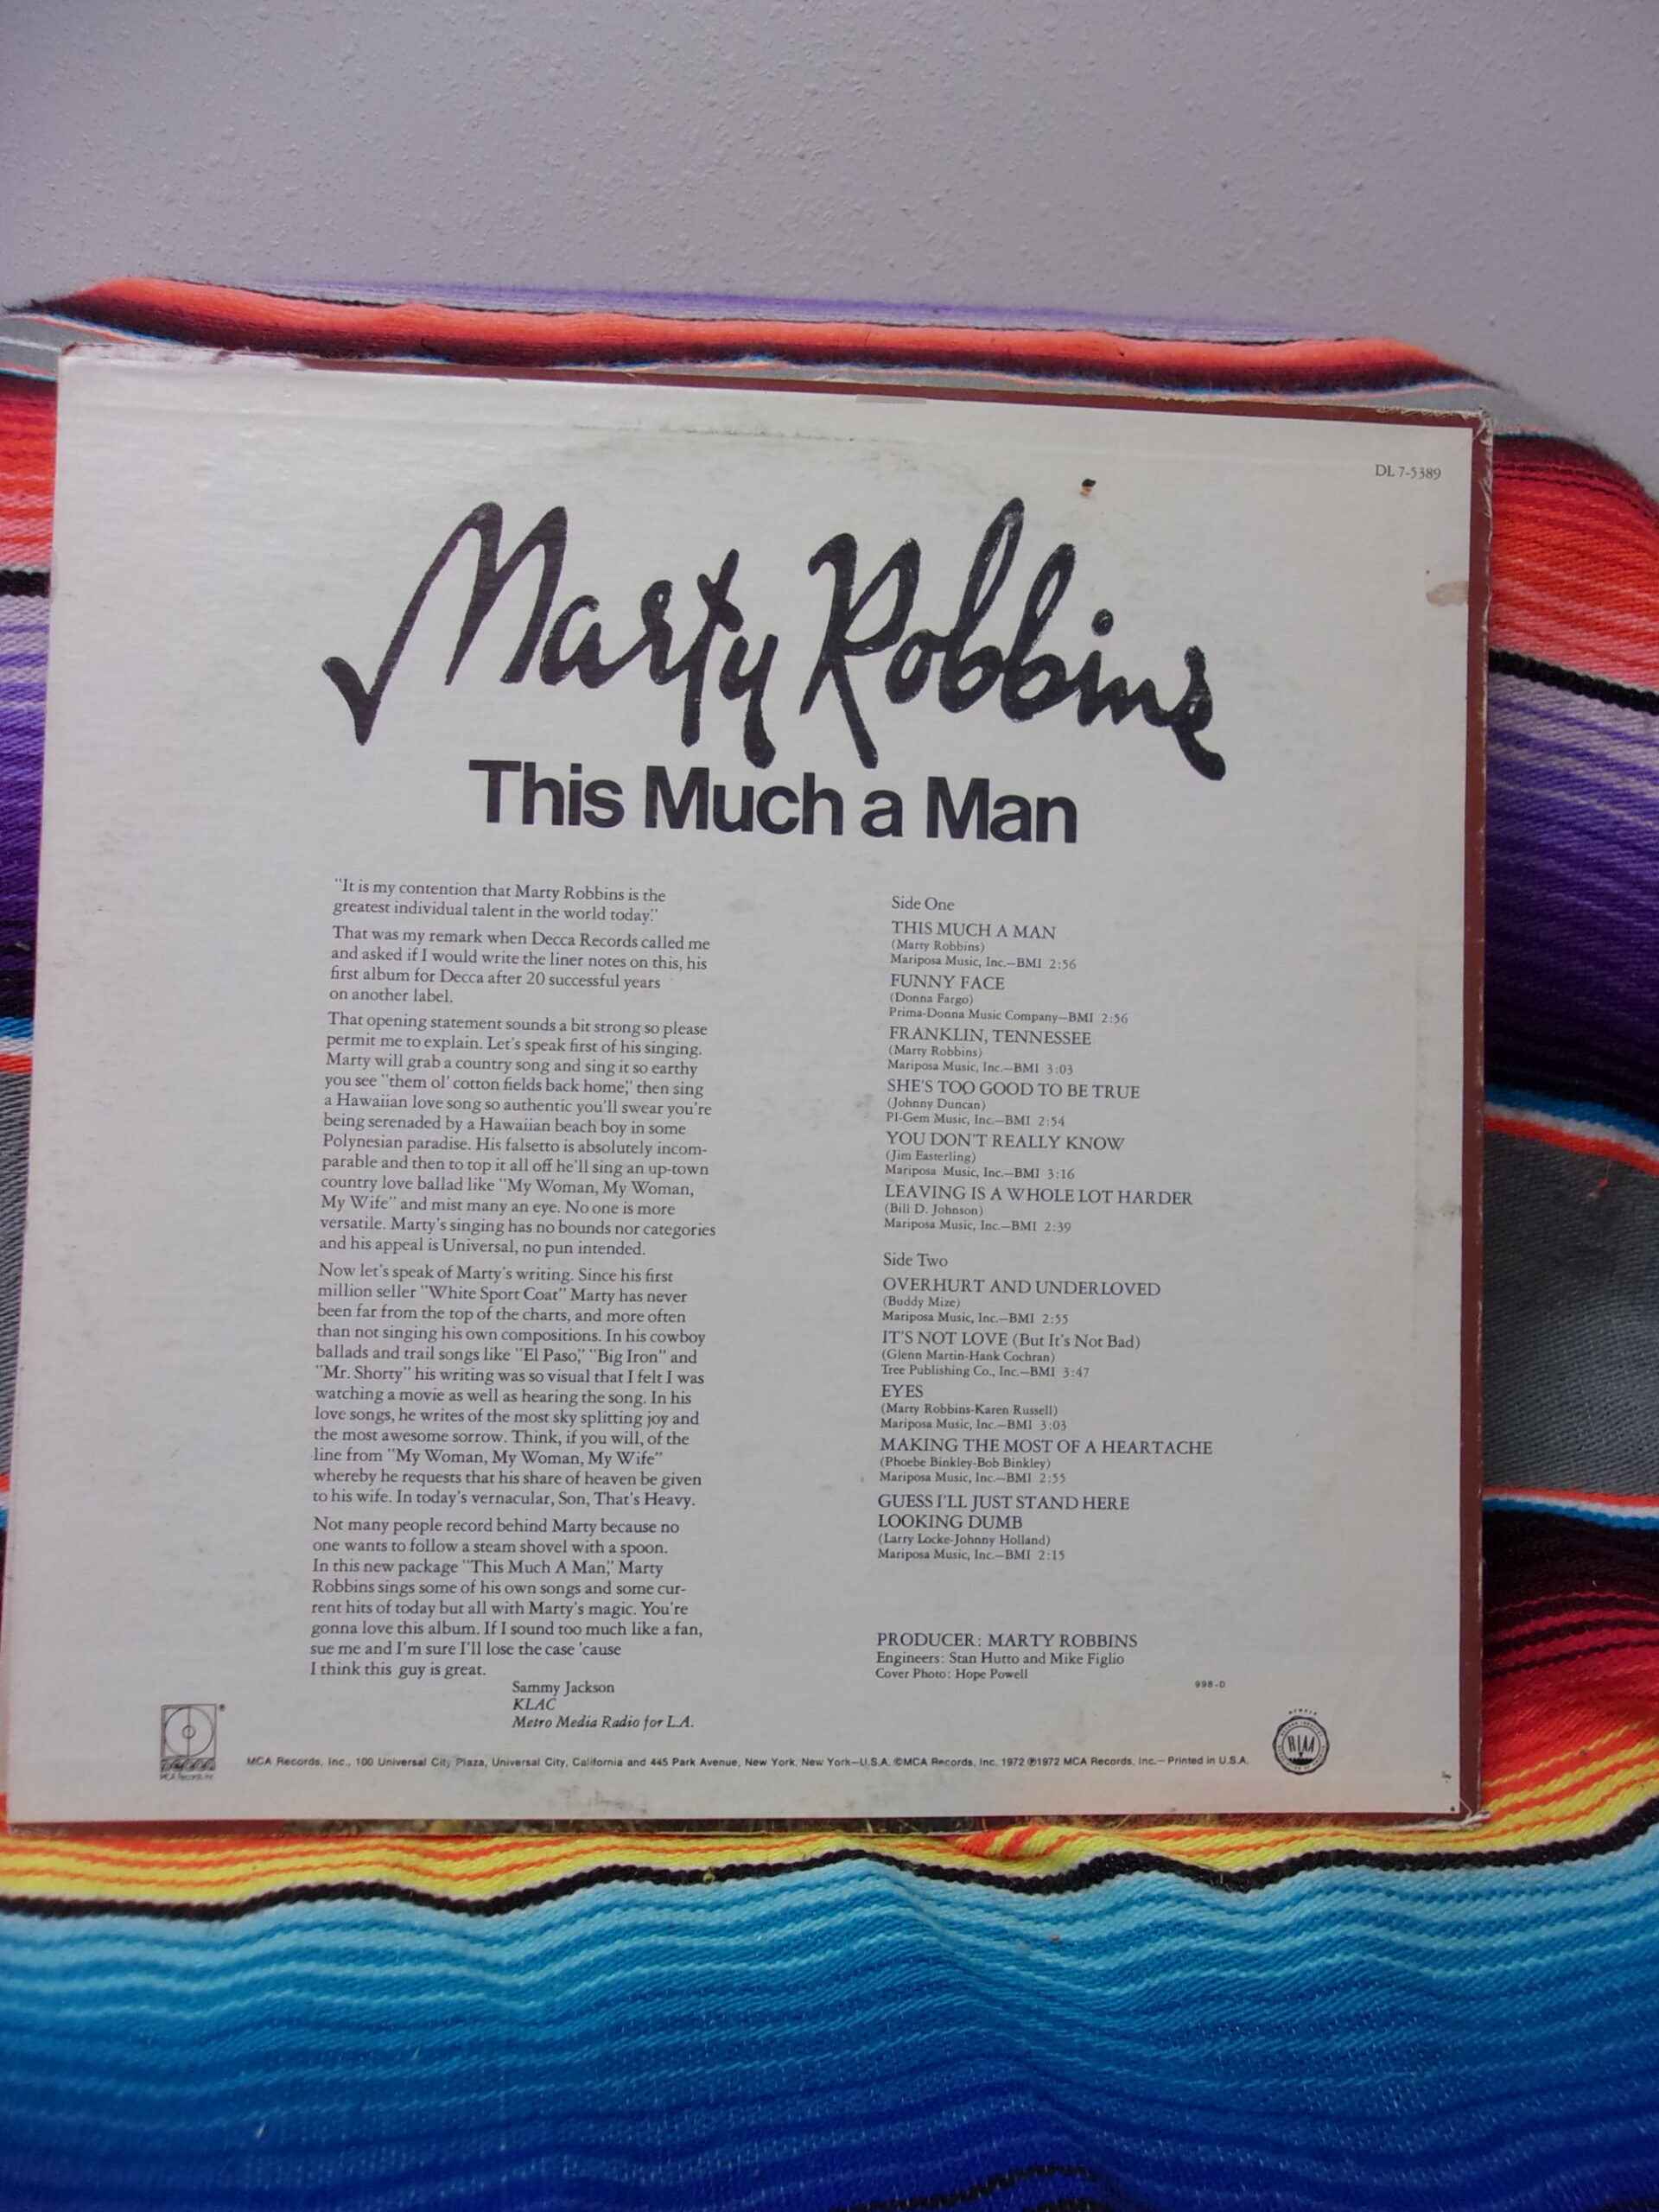 DL 7-5389
Marty Robbins
This Much a Man
"It is my contention that Marty Robbins is the
greatest individual talent in the world today."
That was my remark when Decca Records called me
and asked if I would write the liner notes on this, his
first album for Decca after 20 successful years
on another label.
That opening statement sounds a bit strong so please
permit me to explain. Let's speak first of his singing.
Marty will grab a country song and sing it so earthy
you see "them ol' cotton fields back home," then sing
a Hawaiian love song so authentic you'll swear you're
being serenaded by a Hawaiian beach boy in some
Polynesian paradise. His falsetto is absolutely incom-
parable and then to top it all off he'll sing an up-town
country love ballad like "My Woman, My Woman,
My Wife" and mist many an eye. No one is more
versatile. Marty's singing has no bounds nor categories
and his appeal is Universal, no pun intended.
Now let's speak of Marty's writing. Since his first
million seller "White Sport Coat" Marty has never
been far from the top of the charts, and more often
than not singing his own compositions. In his cowboy
ballads and trail songs like "El Paso," "Big Iron" and
"Mr. Shorty" his writing was so visual that I felt I was
watching a movie as well as hearing the song. In his
love songs, he writes of the most sky splitting joy and
the most awesome sorrow. Think, if you will, of the
line from "My Woman, My Woman, My Wife"
whereby he requests that his share of heaven be given
to his wife. In today's vernacular, Son, That's Heavy.
Not many people record behind Marty because no
one wants to follow a steam shovel with a spoon.
In this new package "This Much A Man," Marty
Robbins sings some of his own songs and some cur-
rent hits of today but all with Marty's magic. You're
gonna love this album. If I sound too much like a fan,
sue me and I'm sure I'll lose the case 'cause
I think this guy is great.
Sammy Jackson
KLAC
Metro Media Radio for L.A.
Side One
THIS MUCH A MAN
(Marty Robbins)
Mariposa Music, Inc.—BMI 2:56
FUNNY FACE
(Donna Fargo)
Prima-Donna Music Company—BMI 2:56
FRANKLIN, TENNESSEE
(Marty Robbins)
Mariposa Music, Inc.—BMI 3:03
SHE'S TOO GOOD TO BE TRUE
(Johnny Duncan)
PI-Gem Music, Inc.—BMI 2:54
YOU DON'T REALLY KNOW
(Jim Easterling)
Mariposa Music, Inc.—BMI 3:16
LEAVING IS A WHOLE LOT HARDER
(Bill D. Johnson)
Mariposa Music, Inc.—BMI 2:39
Side Two
OVERHURT AND UNDERLOVED
(Buddy Mize)
Mariposa Music, Inc.—BMI 2:55
IT'S NOT LOVE (But It's Not Bad)
(Glenn Martin-Hank Cochran)
Tree Publishing Co., Inc.—BMI 3:47
EYES
(Marty Robbins-Karen Russell)
Mariposa Music, Inc.—BMI 3:03
MAKING THE MOST OF A HEARTACHE
(Phoebe Binkley-Bob Binkley)
Mariposa Music, Inc.—BMI 2:55
GUESS I'LL JUST STAND HERE
LOOKING DUMB
(Larry Locke-Johnny Holland)
Mariposa Music, Inc.—BMI 2:15
PRODUCER: MARTY ROBBINS
Engineers: Stan Hutto and Mike Figlio
Cover Photo: Hope Powell
998-D
MCA Records, Inc
MCA Records, Inc., 100 Universal City Plaza, Universal City, California and 445 Park Avenue, New York, New York—U.S.A. ©MCA Records, Inc. 1972 ℗1972 MCA Records, Inc.—Printed in U.S.A.
RIAA